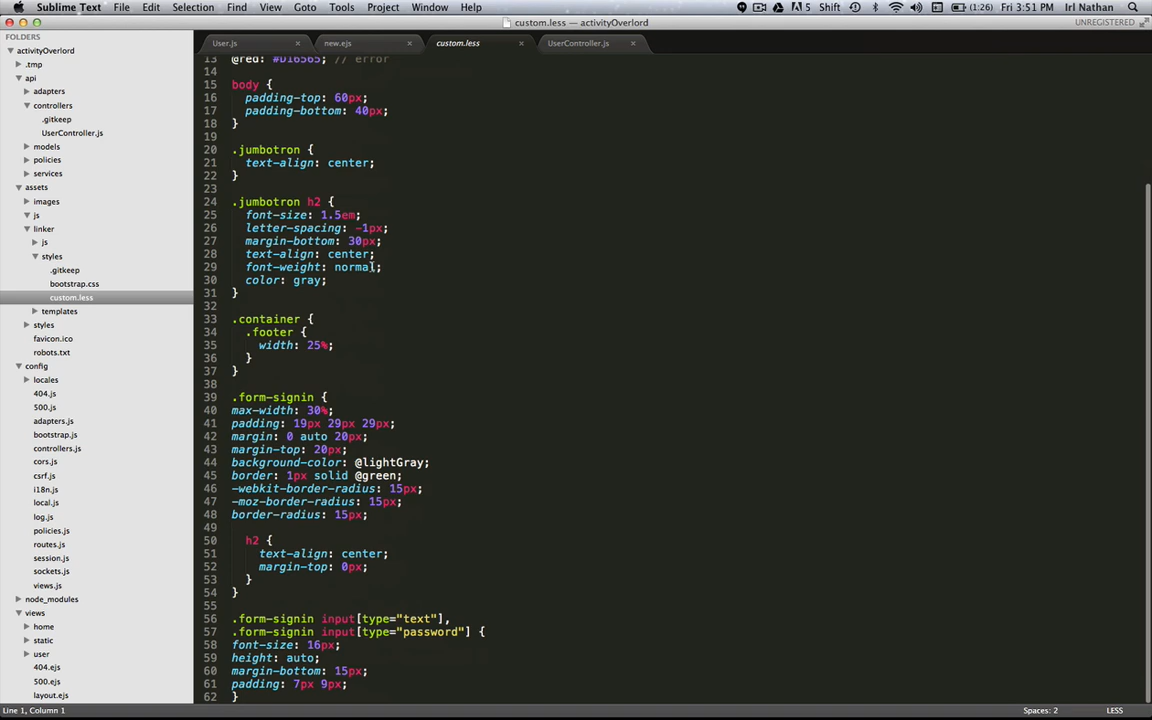 Sublime Text File Edit Selection Find View Goto Tools Project Window Help 5 Shift (1:26) Fri 3:51 PM Irl Nathan
custom.less — activityOverlord UNREGISTERED
FOLDERS
activityOverlord
.tmp
api
adapters
controllers
.gitkeep
UserController.js
models
policies
services
assets
images
js
linker
js
styles
.gitkeep
bootstrap.css
custom.less
templates
styles
favicon.ico
robots.txt
config
locales
404.js
500.js
adapters.js
bootstrap.js
controllers.js
cors.js
csrf.js
i18n.js
local.js
log.js
policies.js
routes.js
session.js
sockets.js
views.js
node_modules
views
home
static
user
404.ejs
500.ejs
layout.ejs
User.js × new.ejs × custom.less × UserController.js ×
13 @red: #D16565; // error
14
15 body {
16 padding-top: 60px;
17 padding-bottom: 40px;
18 }
19
20 .jumbotron {
21 text-align: center;
22 }
23
24 .jumbotron h2 {
25 font-size: 1.5em;
26 letter-spacing: -1px;
27 margin-bottom: 30px;
28 text-align: center;
29 font-weight: normal;
30 color: gray;
31 }
32
33 .container {
34 .footer {
35 width: 25%;
36 }
37 }
38
39 .form-signin {
40 max-width: 30%;
41 padding: 19px 29px 29px;
42 margin: 0 auto 20px;
43 margin-top: 20px;
44 background-color: @lightGray;
45 border: 1px solid @green;
46 -webkit-border-radius: 15px;
47 -moz-border-radius: 15px;
48 border-radius: 15px;
49
50 h2 {
51 text-align: center;
52 margin-top: 0px;
53 }
54 }
55
56 .form-signin input[type="text"],
57 .form-signin input[type="password"] {
58 font-size: 16px;
59 height: auto;
60 margin-bottom: 15px;
61 padding: 7px 9px;
62 }
Line 1, Column 1 Spaces: 2 LESS